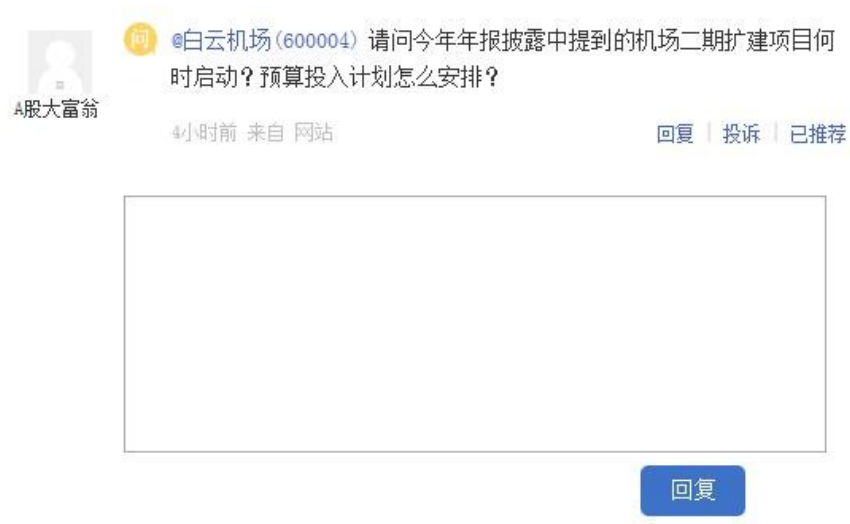 问 @白云机场(600004) 请问今年年报披露中提到的机场二期扩建项目何
时启动？预算投入计划怎么安排？
A股大富翁
4小时前 来自 网站
回复 | 投诉 | 已推荐
回复